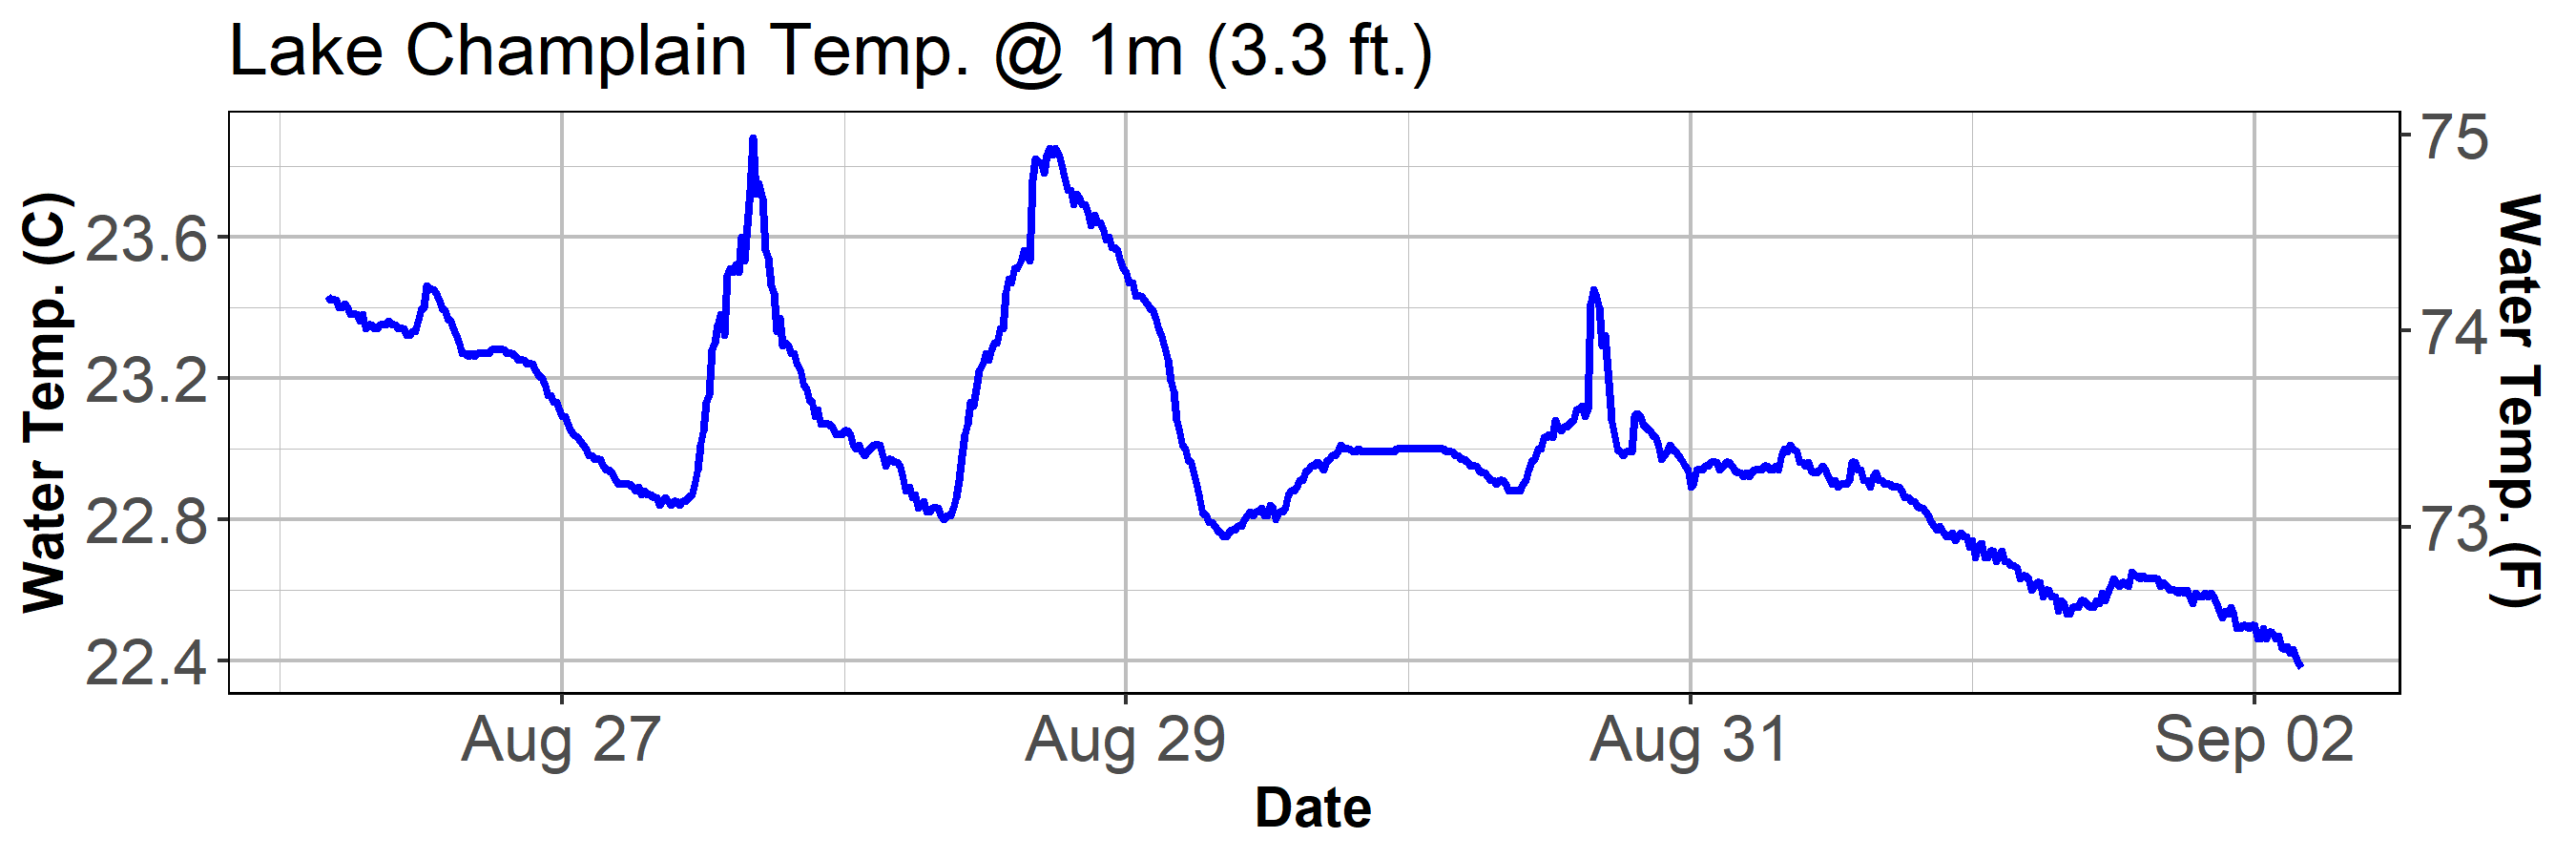 Lake Champlain Temp. @ 1m (3.3 ft.)
Water Temp. (C)
23.6
23.2
22.8
22.4
75
74
73
Water Temp. (F)
Aug 27
Aug 29
Aug 31
Sep 02
Date